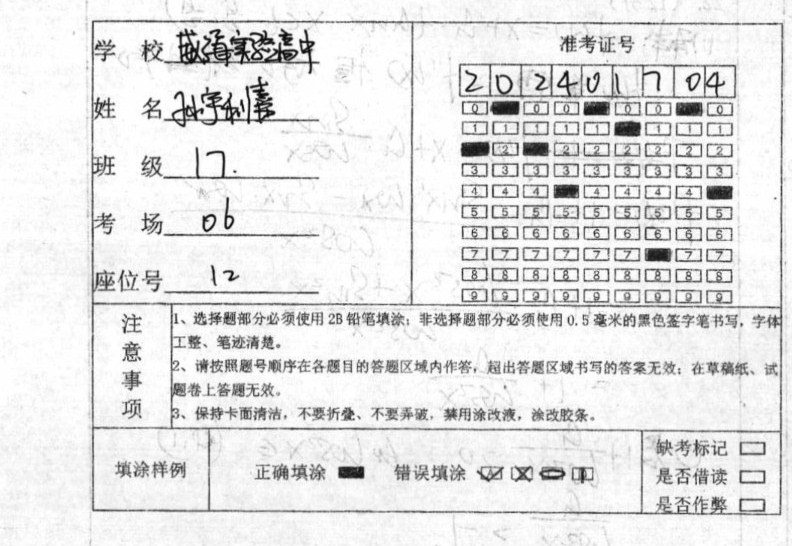 学 校 实验高中
准考证号
2 0 2 4 0 1 7 0 4
姓 名 孙宇
班 级 17.
考 场 06
座位号 12
0 0 0 0 0
1 1 1 1 1 1 1 1
2 2 2 2 2 2 2
3 3 3 3 3 3 3 3 3
4 4 4 4 4 4 4
5 5 5 5 5 5 5 5 5
6 6 6 6 6 6 6 6 6
7 7 7 7 7 7 7 7
8 8 8 8 8 8 8 8 8
9 9 9 9 9 9 9 9 9
注意事项
1、选择题部分必须使用2B铅笔填涂；非选择题部分必须使用0.5毫米的黑色签字笔书写，字体
工整、笔迹清楚。
2、请按照题号顺序在各题目的答题区域内作答，超出答题区域书写的答案无效；在草稿纸、试
题卷上答题无效。
3、保持卡面清洁，不要折叠、不要弄破，禁用涂改液，涂改胶条。
填涂样例 正确填涂 错误填涂
缺考标记
是否借读
是否作弊